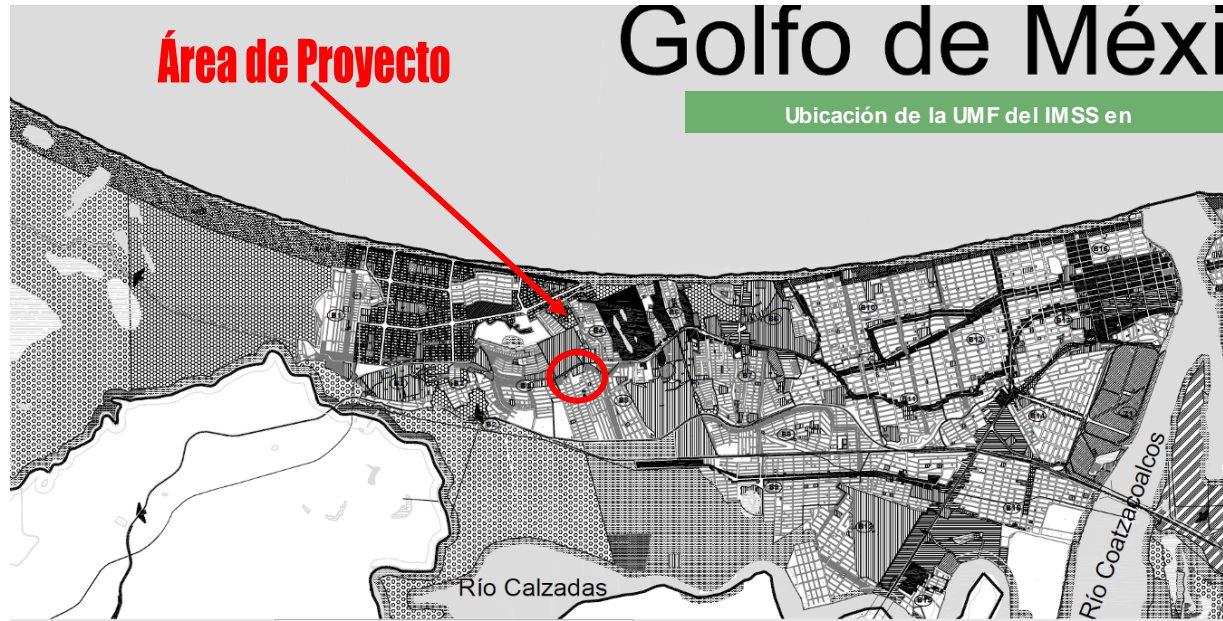 Golfo de Méxi
Área de Proyecto
Ubicación de la UMF del IMSS en
Río Calzadas
Río Coatzacoalcos